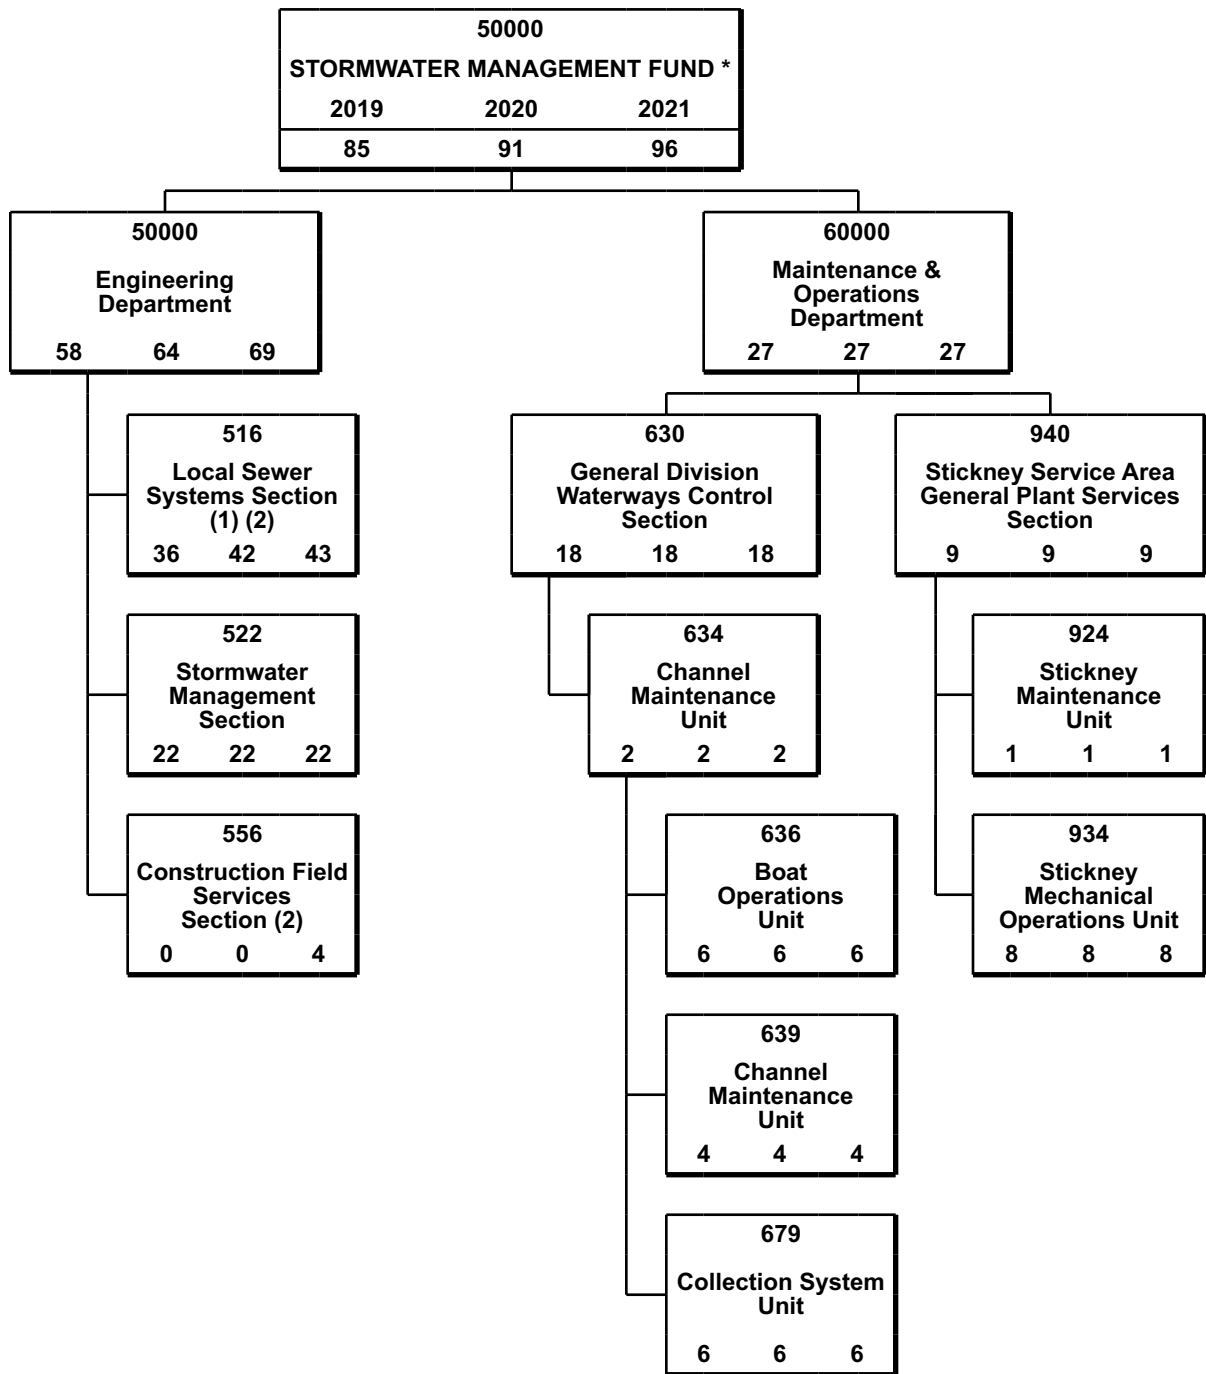 50000
STORMWATER MANAGEMENT FUND *
2019 2020 2021
85 91 96
50000
Engineering
Department
58 64 69
60000
Maintenance &
Operations
Department
27 27 27
516
Local Sewer
Systems Section
(1) (2)
36 42 43
630
General Division
Waterways Control
Section
18 18 18
940
Stickney Service Area
General Plant Services
Section
9 9 9
522
Stormwater
Management
Section
22 22 22
634
Channel
Maintenance
Unit
2 2 2
924
Stickney
Maintenance
Unit
1 1 1
556
Construction Field
Services
Section (2)
0 0 4
636
Boat
Operations
Unit
6 6 6
934
Stickney
Mechanical
Operations Unit
8 8 8
639
Channel
Maintenance
Unit
4 4 4
679
Collection System
Unit
6 6 6